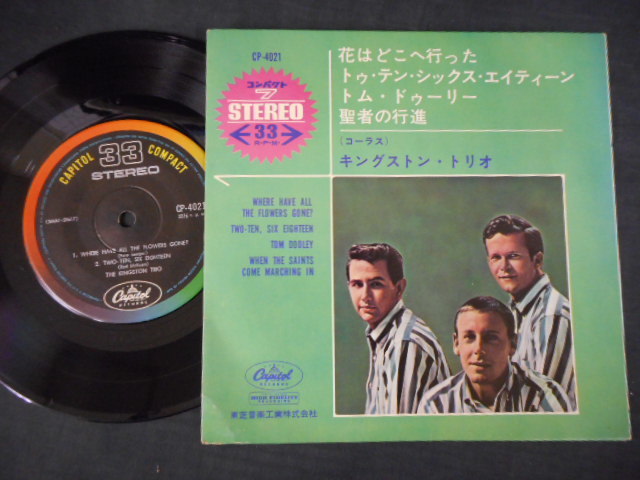 CAPITOL 33 COMPACT
STEREO
CP-4021
1. WHERE HAVE ALL THE FLOWERS GONE?
2. TWO-TEN, SIX EIGHTEEN
THE KINGSTON TRIO
Capitol
RECORDS
CP-4021
コンパクト
7
STEREO
33
R・P・M
花はどこへ行った
トゥ・テン・シックス・エイティーン
トム・ドゥーリー
聖者の行進
(コーラス)
キングストン・トリオ
1
WHERE HAVE ALL
THE FLOWERS GONE?
TWO-TEN, SIX EIGHTEEN
TOM DOOLEY
WHEN THE SAINTS
COME MARCHING IN
Capitol
RECORDS
HIGH FIDELITY
RECORDING
東芝音楽工業株式会社